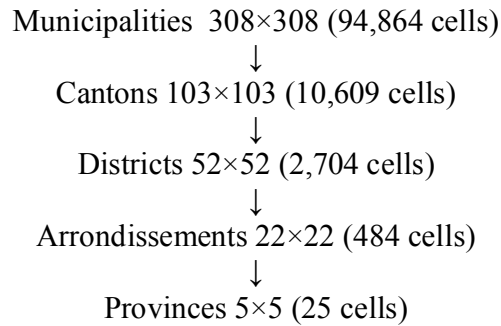 Municipalities 308×308 (94,864 cells)
↓
Cantons 103×103 (10,609 cells)
↓
Districts 52×52 (2,704 cells)
↓
Arrondissements 22×22 (484 cells)
↓
Provinces 5×5 (25 cells)